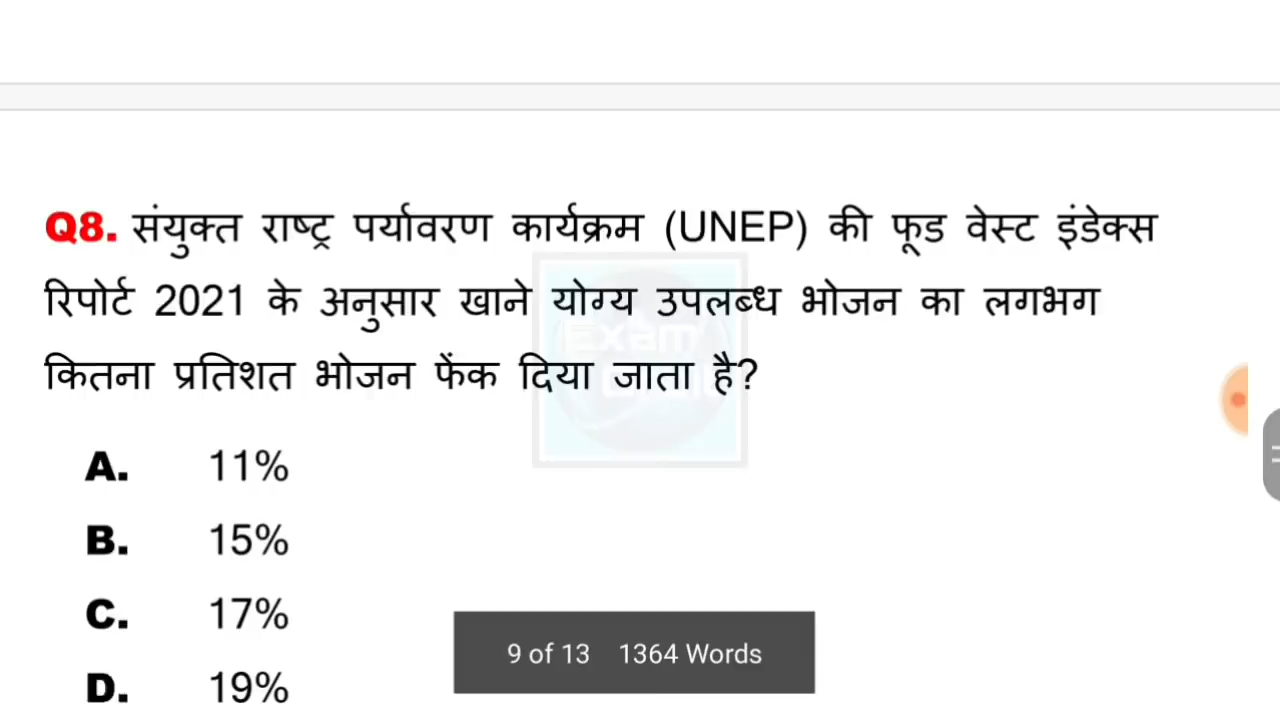 Q8. संयुक्त राष्ट्र पर्यावरण कार्यक्रम (UNEP) की फूड वेस्ट इंडेक्स
रिपोर्ट 2021 के अनुसार खाने योग्य उपलब्ध भोजन का लगभग
कितना प्रतिशत भोजन फेंक दिया जाता है?
Exam
A. 11%
B. 15%
C. 17%
D. 19%
9 of 13 1364 Words